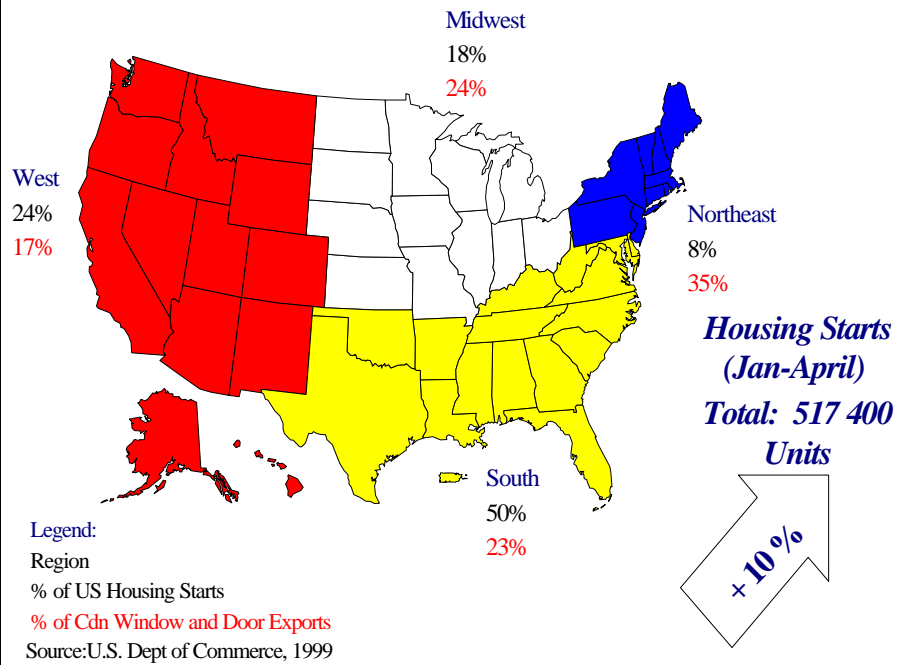 Midwest
18%
24%
West
24%
17%
Northeast
8%
35%
Housing Starts
(Jan-April)
Total: 517 400
Units
+ 10 %
South
50%
23%
Legend:
Region
% of US Housing Starts
% of Cdn Window and Door Exports
Source:U.S. Dept of Commerce, 1999